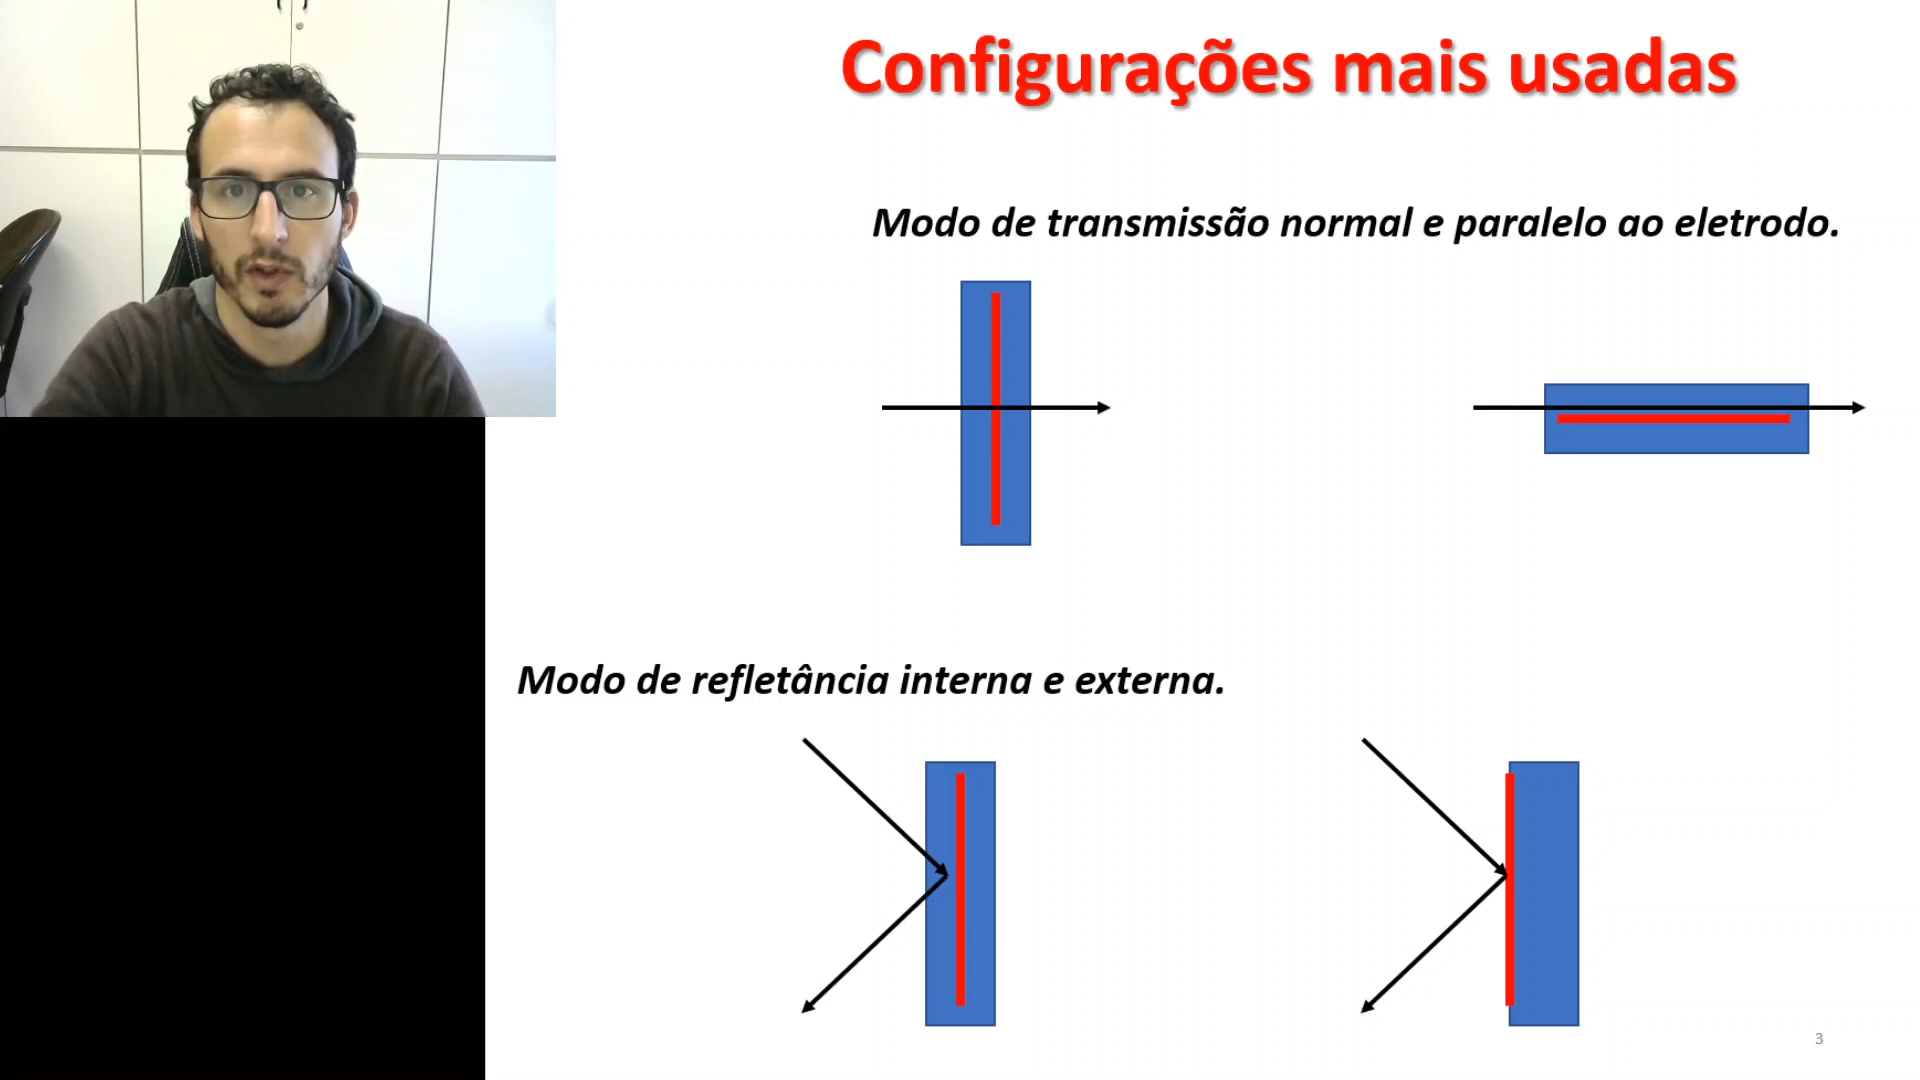 Configurações mais usadas
Modo de transmissão normal e paralelo ao eletrodo.
Modo de refletância interna e externa.
3